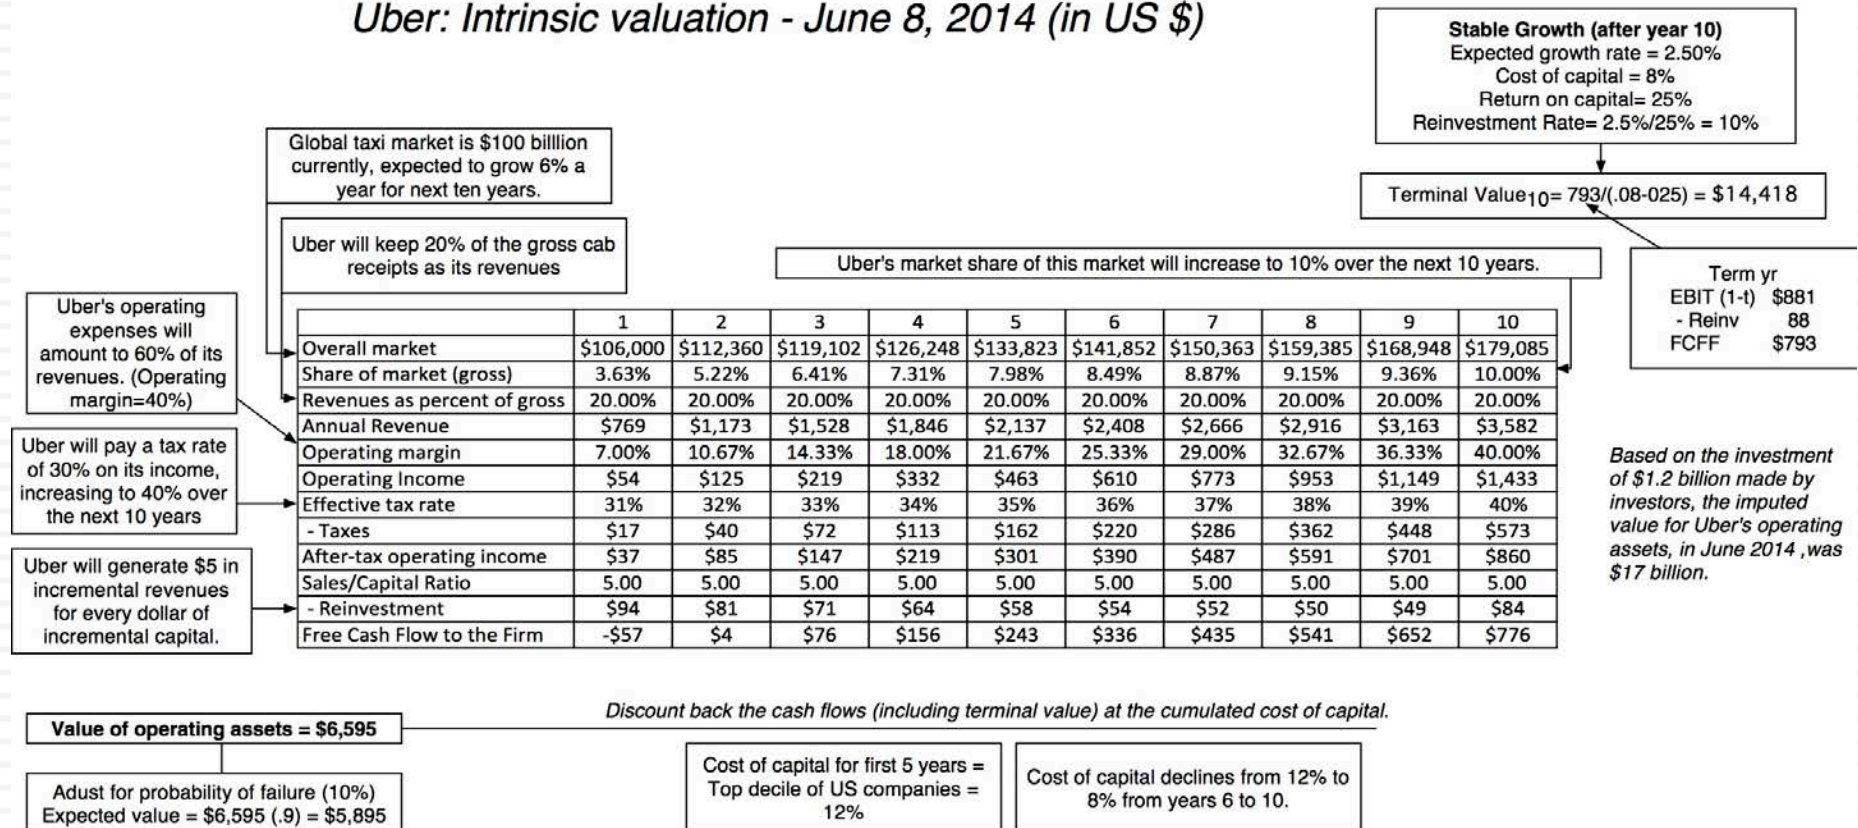 Uber: Intrinsic valuation - June 8, 2014 (in US $)
Stable Growth (after year 10)
Expected growth rate = 2.50%
Cost of capital = 8%
Return on capital= 25%
Reinvestment Rate= 2.5%/25% = 10%
Terminal Value10= 793/(.08-025) = $14,418
Global taxi market is $100 billlion
currently, expected to grow 6% a
year for next ten years.
Uber will keep 20% of the gross cab
receipts as its revenues
Uber's market share of this market will increase to 10% over the next 10 years.
Term yr
EBIT (1-t) $881
- Reinv 88
FCFF $793
Uber's operating
expenses will
amount to 60% of its
revenues. (Operating
margin=40%)
Uber will pay a tax rate
of 30% on its income,
increasing to 40% over
the next 10 years
Uber will generate $5 in
incremental revenues
for every dollar of
incremental capital.
1 2 3 4 5 6 7 8 9 10
Overall market $106,000 $112,360 $119,102 $126,248 $133,823 $141,852 $150,363 $159,385 $168,948 $179,085
Share of market (gross) 3.63% 5.22% 6.41% 7.31% 7.98% 8.49% 8.87% 9.15% 9.36% 10.00%
Revenues as percent of gross 20.00% 20.00% 20.00% 20.00% 20.00% 20.00% 20.00% 20.00% 20.00% 20.00%
Annual Revenue $769 $1,173 $1,528 $1,846 $2,137 $2,408 $2,666 $2,916 $3,163 $3,582
Operating margin 7.00% 10.67% 14.33% 18.00% 21.67% 25.33% 29.00% 32.67% 36.33% 40.00%
Operating Income $54 $125 $219 $332 $463 $610 $773 $953 $1,149 $1,433
Effective tax rate 31% 32% 33% 34% 35% 36% 37% 38% 39% 40%
- Taxes $17 $40 $72 $113 $162 $220 $286 $362 $448 $573
After-tax operating income $37 $85 $147 $219 $301 $390 $487 $591 $701 $860
Sales/Capital Ratio 5.00 5.00 5.00 5.00 5.00 5.00 5.00 5.00 5.00 5.00
- Reinvestment $94 $81 $71 $64 $58 $54 $52 $50 $49 $84
Free Cash Flow to the Firm -$57 $4 $76 $156 $243 $336 $435 $541 $652 $776
Based on the investment
of $1.2 billion made by
investors, the imputed
value for Uber's operating
assets, in June 2014 ,was
$17 billion.
Discount back the cash flows (including terminal value) at the cumulated cost of capital.
Value of operating assets = $6,595
Adust for probability of failure (10%)
Expected value = $6,595 (.9) = $5,895
Cost of capital for first 5 years =
Top decile of US companies =
12%
Cost of capital declines from 12% to
8% from years 6 to 10.